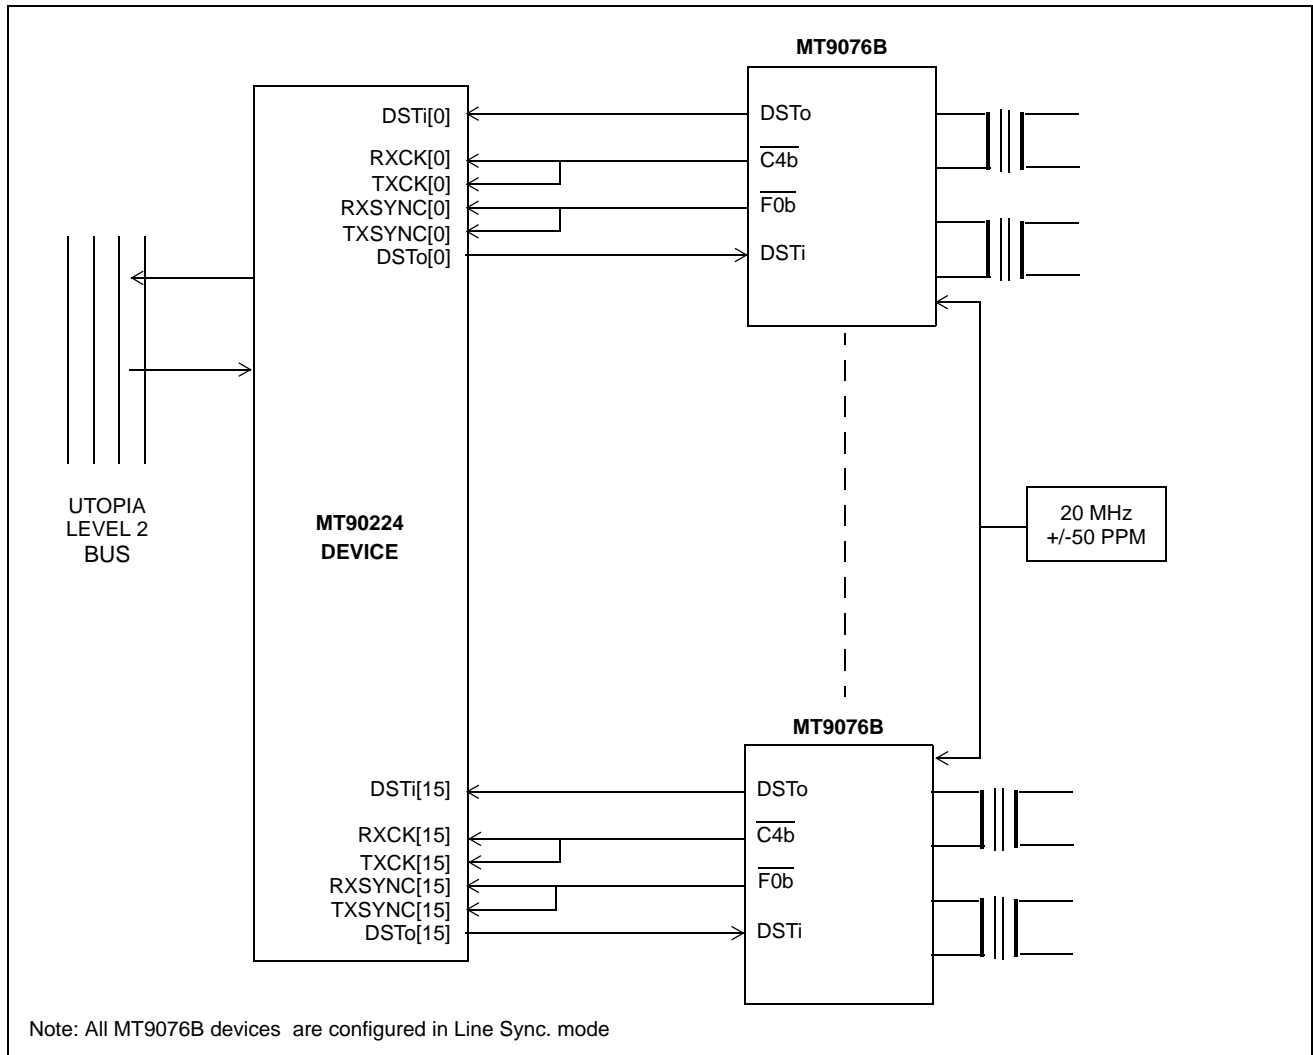 MT9076B
DSTi[0]
RXCK[0]
TXCK[0]
RXSYNC[0]
TXSYNC[0]
DSTo[0]
DSTo
C4b
F0b
DSTi
UTOPIA
LEVEL 2
BUS
MT90224
DEVICE
20 MHz
+/-50 PPM
MT9076B
DSTi[15]
RXCK[15]
TXCK[15]
RXSYNC[15]
TXSYNC[15]
DSTo[15]
DSTo
C4b
F0b
DSTi
Note: All MT9076B devices are configured in Line Sync. mode